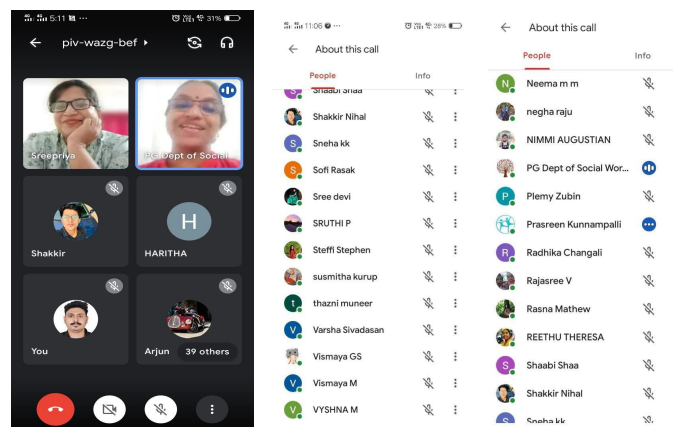 5:11
31%
piv-wazg-bef
Sreepriya
PG Dept of Social...
Shakkir
H
HARITHA
You
Arjun
39 others
11:06
28%
About this call
People
Info
Shaabi Shaa
Shakkir Nihal
S
Sneha kk
S
Sofi Rasak
Sree devi
SRUTHI P
Steffi Stephen
susmitha kurup
t
thazni muneer
V
Varsha Sivadasan
Vismaya GS
V
Vismaya M
V
VYSHNA M
About this call
People
Info
N
Neema m m
negha raju
NIMMI AUGUSTIAN
PG Dept of Social Wor...
P
Plemy Zubin
Prasreen Kunnampalli
R
Radhika Changali
Rajasree V
Rasna Mathew
REETHU THERESA
S
Shaabi Shaa
Shakkir Nihal
S
Sneha kk